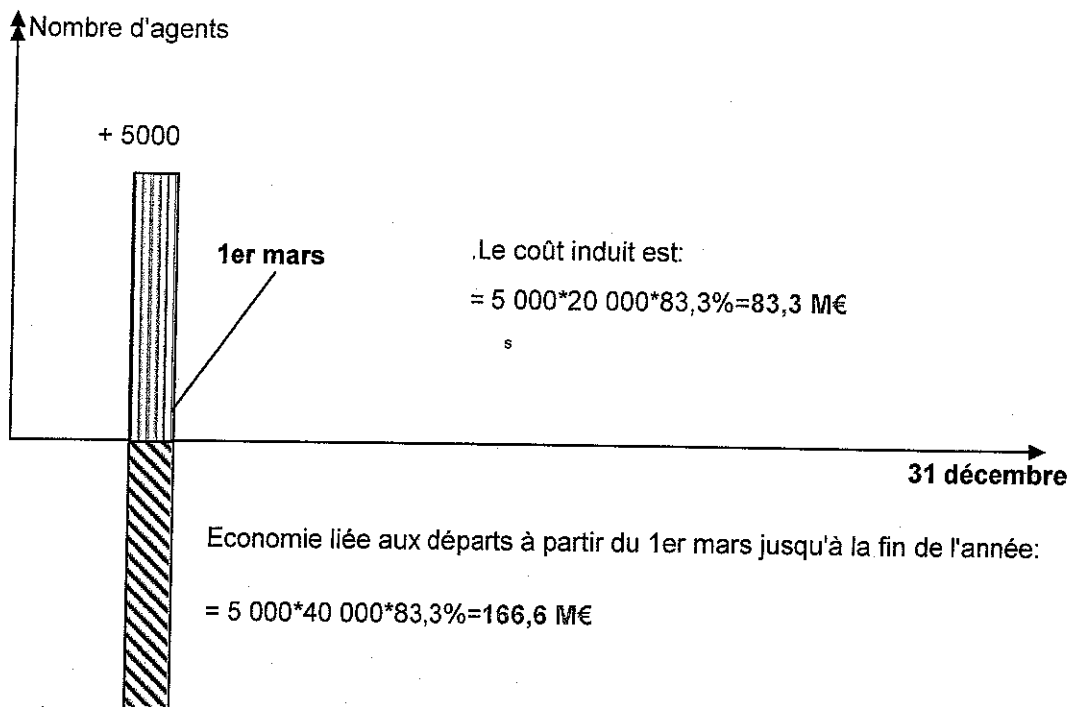 Nombre d'agents
+ 5000
1er mars
.Le coût induit est:
= 5 000*20 000*83,3%=83,3 M€
s
31 décembre
Economie liée aux départs à partir du 1er mars jusqu'à la fin de l'année:
= 5 000*40 000*83,3%=166,6 M€